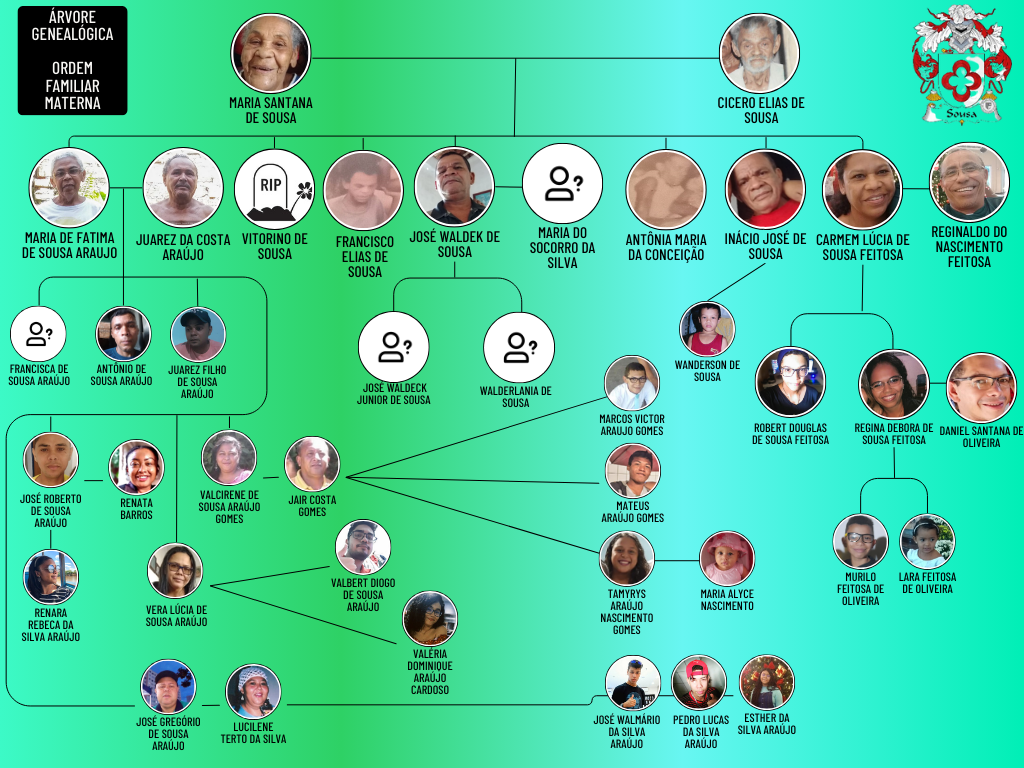 ÁRVORE
GENEALÓGICA
ORDEM
FAMILIAR
MATERNA
MARIA SANTANA
DE SOUSA
CICERO ELIAS DE
SOUSA
Sousa
MARIA DE FATIMA
DE SOUSA ARAUJO
JUAREZ DA COSTA
ARAÚJO
RIP
VITORINO DE
SOUSA
FRANCISCO
ELIAS DE
SOUSA
JOSÉ WALDEK DE
SOUSA
?
MARIA DO
SOCORRO DA
SILVA
ANTÔNIA MARIA
DA CONCEIÇÃO
INÁCIO JOSÉ DE
SOUSA
CARMEM LÚCIA DE
SOUSA FEITOSA
REGINALDO DO
NASCIMENTO
FEITOSA
?
FRANCISCA DE
SOUSA ARAÚJO
ANTÔNIO DE
SOUSA ARAÚJO
JUAREZ FILHO
DE SOUSA
ARAÚJO
?
JOSÉ WALDECK
JUNIOR DE SOUSA
?
WALDERLANIA DE
SOUSA
WANDERSON DE
SOUSA
MARCOS VICTOR
ARAUJO GOMES
ROBERT DOUGLAS
DE SOUSA FEITOSA
REGINA DEBORA DE
SOUSA FEITOSA
DANIEL SANTANA DE
OLIVEIRA
JOSÉ ROBERTO
DE SOUSA
ARAÚJO
RENATA
BARROS
VALCIRENE DE
SOUSA ARAÚJO
GOMES
JAIR COSTA
GOMES
MATEUS
ARAÚJO GOMES
RENARA
REBECA DA
SILVA ARAÚJO
VERA LÚCIA DE
SOUSA ARAÚJO
VALBERT DIOGO
DE SOUSA
ARAÚJO
VALÉRIA
DOMINIQUE
ARAÚJO
CARDOSO
TAMYRYS
ARAÚJO
NASCIMENTO
GOMES
MARIA ALYCE
NASCIMENTO
MURILO
FEITOSA DE
OLIVEIRA
LARA FEITOSA
DE OLIVEIRA
JOSÉ GREGÓRIO
DE SOUSA
ARAÚJO
LUCILENE
TERTO DA SILVA
JOSÉ WALMÁRIO
DA SILVA
ARAÚJO
PEDRO LUCAS
DA SILVA
ARAÚJO
ESTHER DA
SILVA ARAÚJO